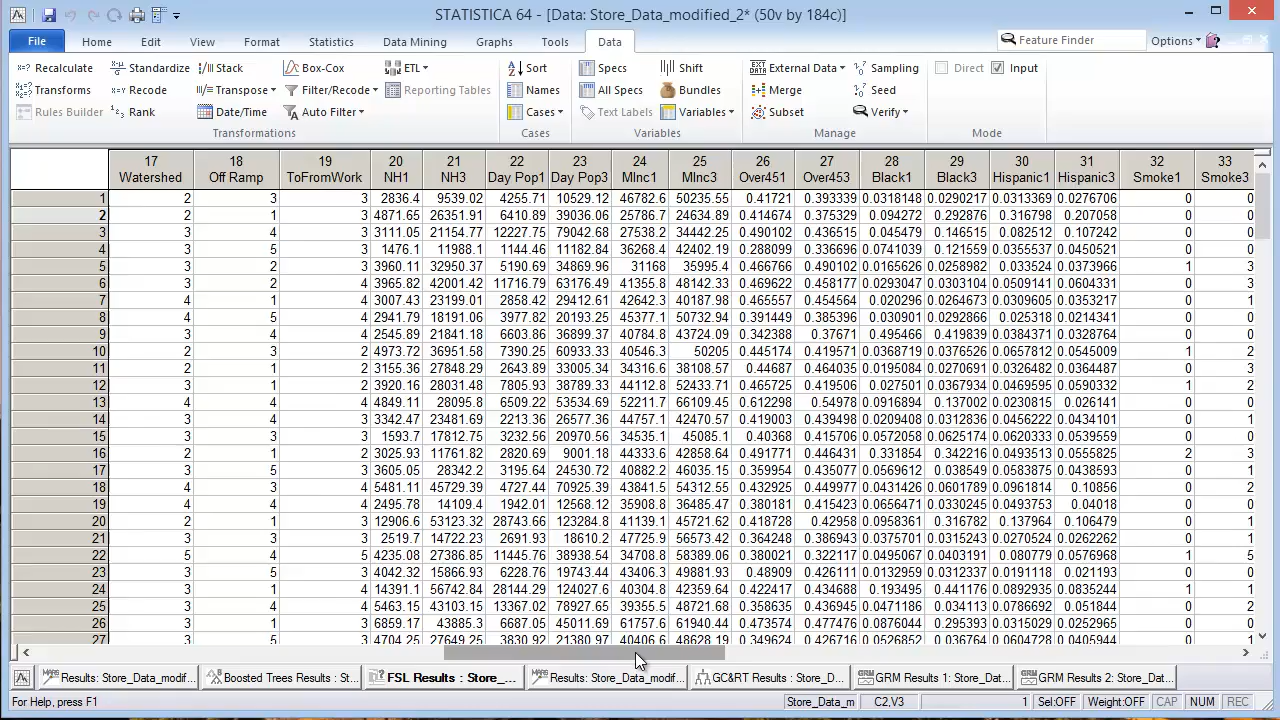 STATISTICA 64 - [Data: Store_Data_modified_2* (50v by 184c)]
File Home Edit View Format Statistics Data Mining Graphs Tools Data Feature Finder Options
Recalculate Standardize Stack Box-Cox ETL Sort Names Specs Shift External Data Sampling Direct Input
Transforms Recode Transpose Filter/Recode Reporting Tables Names All Specs Bundles Merge Seed
Rules Builder Rank Date/Time Auto Filter Cases Text Labels Variables Subset Verify
Transformations Cases Variables Manage Mode
17 18 19 20 21 22 23 24 25 26 27 28 29 30 31 32 33
Watershed Off Ramp ToFromWork NH1 NH3 Day Pop1 Day Pop3 MInc1 MInc3 Over451 Over453 Black1 Black3 Hispanic1 Hispanic3 Smoke1 Smoke3
1 2 3 3 2836.4 9539.02 4255.71 10529.12 46782.6 50235.55 0.41721 0.393339 0.0318148 0.0290217 0.0313369 0.0276706 0 0
2 2 1 3 4871.65 26351.91 6410.89 39036.06 25786.7 24634.89 0.414674 0.375329 0.094272 0.292876 0.316798 0.207058 0 0
3 2 4 3 3111.05 21154.77 12227.75 79042.68 27538.2 34442.25 0.490102 0.436515 0.045479 0.146515 0.082512 0.107242 0 0
4 3 5 3 1476.1 11988.1 1144.46 11182.84 36268.4 42402.19 0.288099 0.336696 0.0741039 0.121559 0.0355537 0.0450521 0 0
5 3 2 3 3960.11 32950.37 5190.69 34869.96 31168 35995.4 0.466766 0.490102 0.0165626 0.0258982 0.033524 0.0373966 1 3
6 3 2 4 3965.82 42001.42 11716.79 63176.49 41355.8 48142.33 0.469622 0.458177 0.0293047 0.0303104 0.0509141 0.0604331 0 3
7 4 1 4 3007.43 23199.01 2858.42 29412.61 42642.3 40187.98 0.465557 0.454564 0.020296 0.0264673 0.0309605 0.0353217 0 1
8 4 5 4 2941.79 18191.06 3977.82 20193.25 45377.1 50732.94 0.391449 0.385396 0.030901 0.0292866 0.025318 0.0214341 0 0
9 3 4 4 2545.89 21841.18 6603.86 36899.37 40784.8 43724.09 0.342388 0.37671 0.495466 0.419839 0.0384371 0.0328764 0 0
10 2 3 2 4973.72 36951.58 7390.25 60933.33 40546.3 50205 0.445174 0.419571 0.0368719 0.0376526 0.0657812 0.0545009 1 2
11 2 1 2 3155.36 27848.29 2643.89 33005.34 34316.6 38108.57 0.44687 0.464035 0.0195084 0.0270691 0.0326482 0.0364487 0 3
12 3 1 2 3920.16 28031.48 7805.93 38789.33 44112.8 52433.71 0.465725 0.419506 0.027501 0.0367934 0.0469595 0.0590332 1 2
13 4 4 4 4849.11 28095.8 6509.22 53534.69 52211.7 66109.45 0.612298 0.54978 0.0916894 0.137002 0.0230815 0.026141 0 0
14 3 4 3 3342.47 23481.69 2213.36 26577.36 44757.1 42470.57 0.419003 0.439498 0.0209408 0.0312836 0.0456222 0.0434101 0 1
15 3 3 3 1593.7 17812.75 3232.56 20970.56 34535.1 45085.1 0.40368 0.415706 0.0572058 0.0625174 0.0620333 0.0539559 0 0
16 2 1 2 3025.93 11761.82 2820.69 9001.18 44333.6 42858.64 0.491771 0.446431 0.331854 0.342216 0.0493513 0.0555825 2 3
17 3 5 3 3605.05 28342.2 3195.64 24530.72 40882.2 46035.15 0.359954 0.435077 0.0569612 0.038549 0.0583875 0.0438593 0 1
18 4 3 4 5481.11 45729.39 4727.44 70925.39 43841.5 54312.55 0.432925 0.449977 0.0431426 0.0601789 0.0961814 0.10856 0 2
19 4 4 4 2495.78 14109.4 1942.01 12568.12 35908.8 36485.47 0.380181 0.415423 0.0656471 0.0330245 0.0493753 0.04018 0 0
20 2 1 3 12906.6 53123.32 28743.66 123284.8 41139.1 45721.62 0.418728 0.42958 0.0958361 0.316782 0.137964 0.106479 0 1
21 3 3 3 2519.7 14722.23 2691.93 18610.2 47725.9 56573.42 0.364248 0.386943 0.0375701 0.0315243 0.0270524 0.0262262 0 1
22 5 4 5 4235.08 27386.85 11445.76 38938.54 34708.8 58389.06 0.380021 0.322117 0.0495067 0.0403191 0.080779 0.0576968 1 5
23 3 5 3 4042.32 15866.93 6228.76 19743.44 43406.3 49881.93 0.48909 0.426111 0.0132959 0.0312337 0.0191118 0.021193 0 0
24 3 1 4 14391.1 56742.84 28144.29 124027.6 40304.8 42359.64 0.422417 0.434688 0.193495 0.441176 0.0892935 0.0835244 1 1
25 3 4 4 5463.15 43103.15 13367.02 78927.65 39355.5 48721.68 0.358635 0.436945 0.0471186 0.034113 0.0786692 0.051844 0 2
26 3 1 3 6859.17 43885.3 6687.05 45011.69 61757.6 61940.44 0.473574 0.477476 0.0876044 0.295393 0.0315029 0.0252965 0 0
27 3 5 3 4704.25 27649.25 3830.92 21380.97 40406.6 48628.19 0.349624 0.426716 0.0526852 0.036764 0.0604728 0.0405944 0 1
Results: Store_Data_modif... Boosted Trees Results: St... FSL Results : Store_... Results: Store_Data_modif... GC&RT Results : Store_D... GRM Results 1: Store_Dat... GRM Results 2: Store_Dat...
For Help, press F1 Store_Data_m C2.V3 1 Sel:OFF Weight:OFF CAP NUM REC